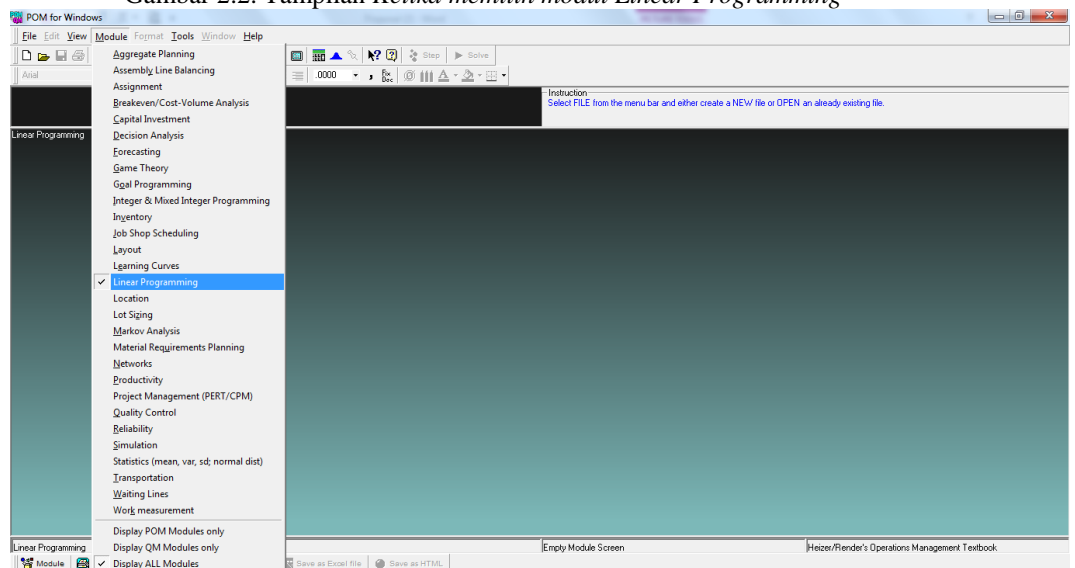 Gambar 2.2. Tampilan Ketika memilih modul Linear Programming
POM for Windows
File Edit View Module Format Tools Window Help
Step Solve
Arial .0000 , Fix Dec 0
Instruction
Select FILE from the menu bar and either create a NEW file or OPEN an already existing file.
Linear Programming
Aggregate Planning
Assembly Line Balancing
Assignment
Breakeven/Cost-Volume Analysis
Capital Investment
Decision Analysis
Forecasting
Game Theory
Goal Programming
Integer & Mixed Integer Programming
Inventory
Job Shop Scheduling
Layout
Learning Curves
Linear Programming
Location
Lot Sizing
Markov Analysis
Material Requirements Planning
Networks
Productivity
Project Management (PERT/CPM)
Quality Control
Reliability
Simulation
Statistics (mean, var, sd; normal dist)
Transportation
Waiting Lines
Work measurement
Display POM Modules only
Display QM Modules only
Display ALL Modules
Linear Programming Empty Module Screen Heizer/Render's Operations Management Textbook
Module Save as Excel file Save as HTML